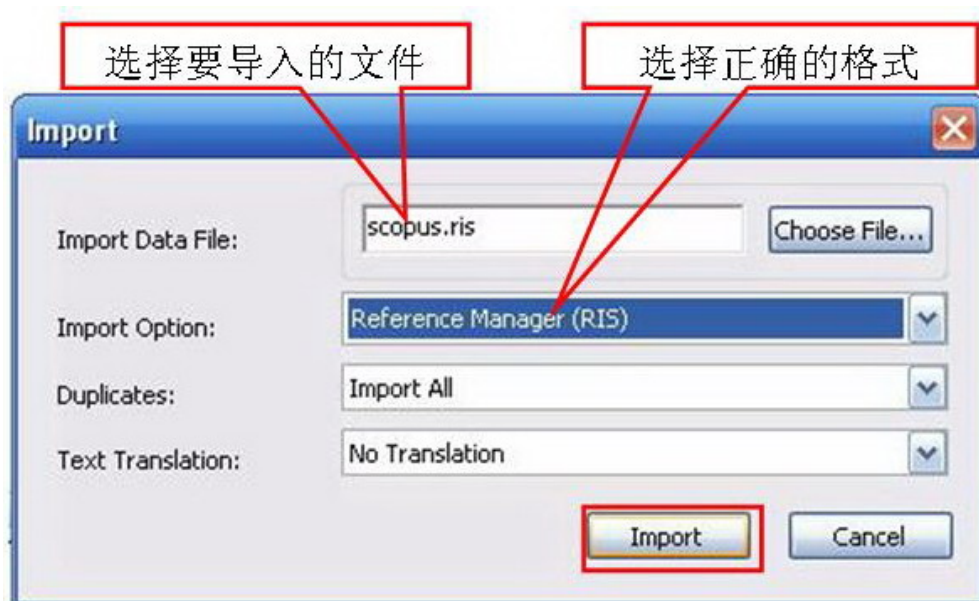 选择要导入的文件
选择正确的格式
Import
Import Data File:
scopus.ris
Choose File...
Import Option:
Reference Manager (RIS)
Duplicates:
Import All
Text Translation:
No Translation
Import
Cancel